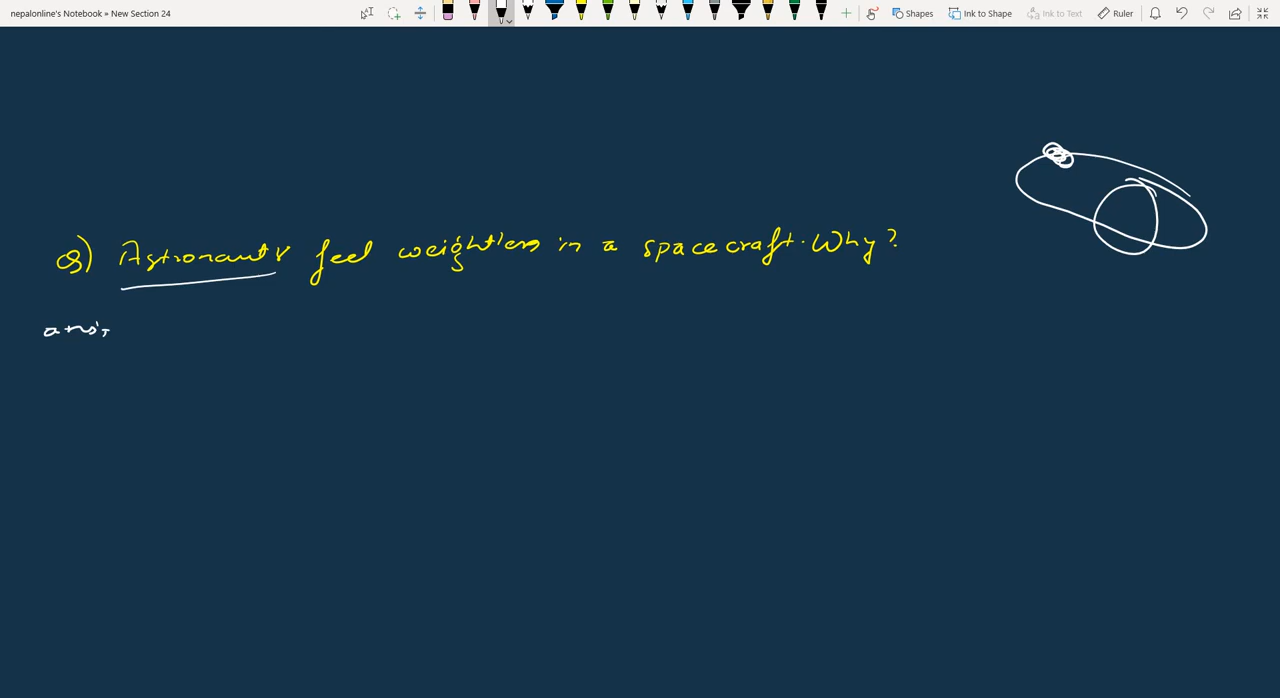 nepalonline's Notebook » New Section 24
Shapes Ink to Shape Ink to Text Ruler
Q) Astronauts feel weightless in a spacecraft. Why?
ans: